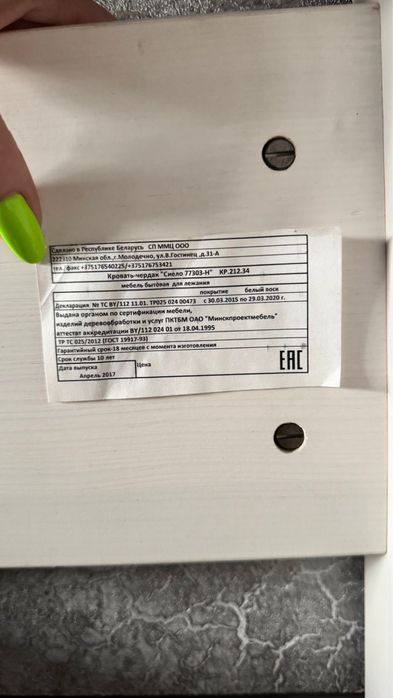 Сделано в Республике Беларусь СП ММЦ ООО
222310 Минская обл.,г.Молодечно, ул.В.Гостинец ,д.31-А
тел./факс +375176540225/+375176753421
Кровать-чердак "Сиело 77303-Н" КР.212.34
мебель бытовая для лежания
покрытие белый воск
Декларация № ТС BY/112 11.01. ТР025 024 00473 с 30.03.2015 по 29.03.2020 г.
Выдана органом по сертификации мебели,
изделий деревообработки и услуг ПКТБМ ОАО "Минскпроектмебель"
аттестат аккредитации BY/112 024 01 от 18.04.1995
ТР ТС 025/2012 (ГОСТ 19917-93)
Гарантийный срок-18 месяцев с момента изготовления
Срок службы 10 лет
Дата выпуска Цена
Апрель 2017
EAC